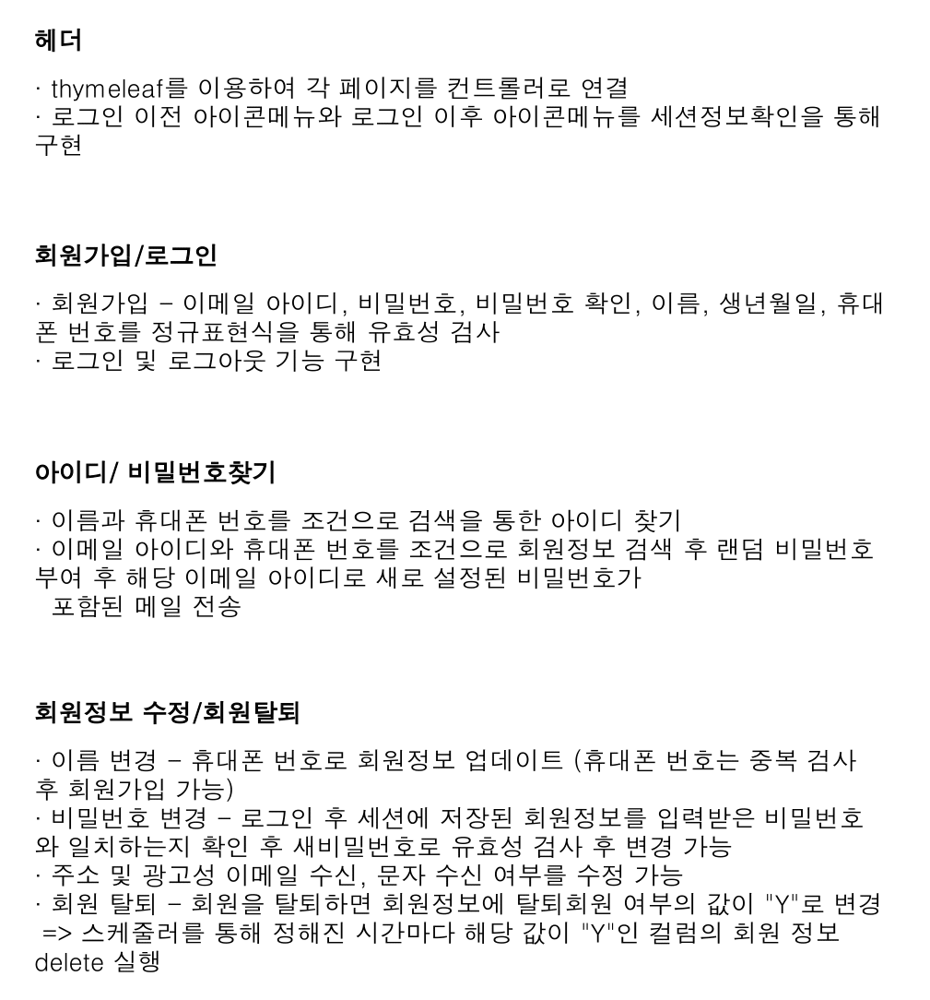 헤더
· thymeleaf를 이용하여 각 페이지를 컨트롤러로 연결
· 로그인 이전 아이콘메뉴와 로그인 이후 아이콘메뉴를 세션정보확인을 통해
구현
회원가입/로그인
· 회원가입 – 이메일 아이디, 비밀번호, 비밀번호 확인, 이름, 생년월일, 휴대
폰 번호를 정규표현식을 통해 유효성 검사
· 로그인 및 로그아웃 기능 구현
아이디/ 비밀번호찾기
· 이름과 휴대폰 번호를 조건으로 검색을 통한 아이디 찾기
· 이메일 아이디와 휴대폰 번호를 조건으로 회원정보 검색 후 랜덤 비밀번호
부여 후 해당 이메일 아이디로 새로 설정된 비밀번호가
포함된 메일 전송
회원정보 수정/회원탈퇴
· 이름 변경 – 휴대폰 번호로 회원정보 업데이트 (휴대폰 번호는 중복 검사
후 회원가입 가능)
· 비밀번호 변경 – 로그인 후 세션에 저장된 회원정보를 입력받은 비밀번호
와 일치하는지 확인 후 새비밀번호로 유효성 검사 후 변경 가능
· 주소 및 광고성 이메일 수신, 문자 수신 여부를 수정 가능
· 회원 탈퇴 – 회원을 탈퇴하면 회원정보에 탈퇴회원 여부의 값이 "Y"로 변경
=> 스케줄러를 통해 정해진 시간마다 해당 값이 "Y"인 컬럼의 회원 정보
delete 실행